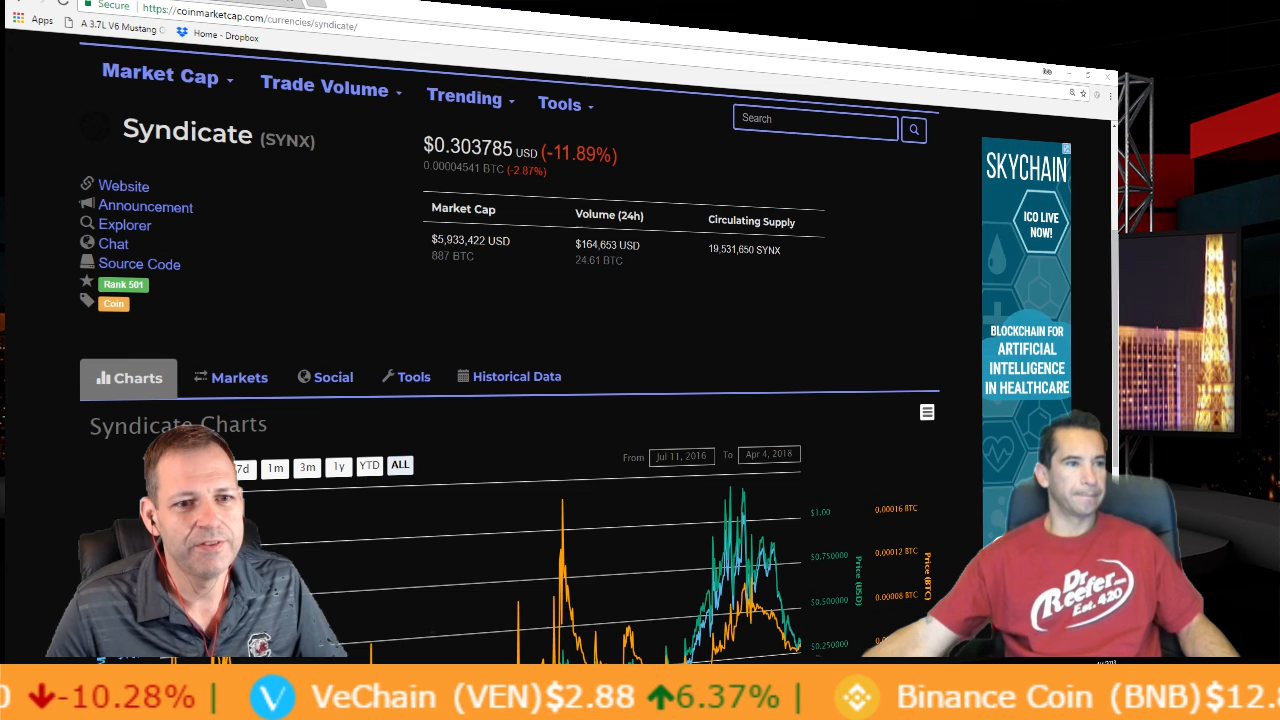 Secure https://coinmarketcap.com/currencies/syndicate/
Apps A 3.7L V6 Mustang Home - Dropbox
Market Cap Trade Volume Trending Tools
Search
Syndicate (SYNX)
$0.303785 USD (-11.89%)
0.00004541 BTC (-2.87%)
Website
Announcement
Explorer
Chat
Source Code
Rank 501
Coin
Market Cap Volume (24h) Circulating Supply
$5,933,422 USD $164,653 USD 19,531,650 SYNX
887 BTC 24.61 BTC
SKYCHAIN
ICO LIVE
NOW!
BLOCKCHAIN FOR
ARTIFICIAL
INTELLIGENCE
IN HEALTHCARE
Charts Markets Social Tools Historical Data
Syndicate Charts
7d 1m 3m 1y YTD ALL
From Jul 11, 2016 To Apr 4, 2018
$1.00 0.00016 BTC
$0.750000 0.00012 BTC
$0.500000 0.00008 BTC
$0.250000
Price (USD)
Price (BTC)
Dr
Reefer
Est. 420
-10.28% | VeChain (VEN)$2.88 6.37% | Binance Coin (BNB)$12.